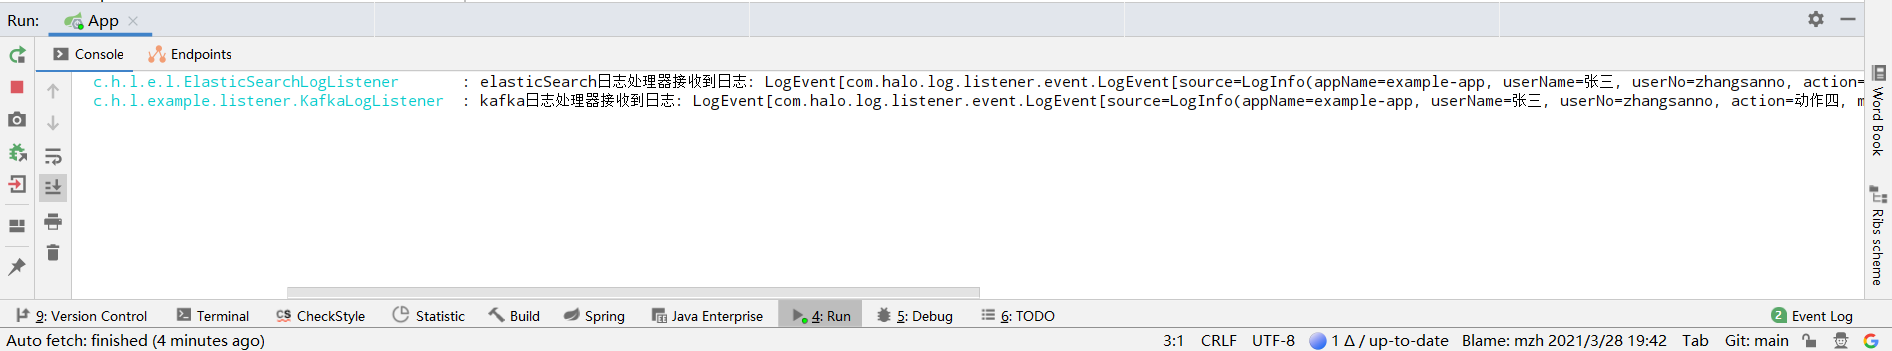 Run: App
Console Endpoints
c.h.l.e.l.ElasticSearchLogListener : elasticSearch日志处理器接收到日志: LogEvent[com.halo.log.listener.event.LogEvent[source=LogInfo(appName=example-app, userName=张三, userNo=zhangsanno, action=
c.h.l.example.listener.KafkaLogListener : kafka日志处理器接收到日志: LogEvent[com.halo.log.listener.event.LogEvent[source=LogInfo(appName=example-app, userName=张三, userNo=zhangsanno, action=动作四, m
Word Book
Ribs scheme
9: Version Control Terminal CS CheckStyle Statistic Build Spring Java Enterprise 4: Run 5: Debug 6: TODO 2 Event Log
Auto fetch: finished (4 minutes ago) 3:1 CRLF UTF-8 1 Δ / up-to-date Blame: mzh 2021/3/28 19:42 Tab Git: main